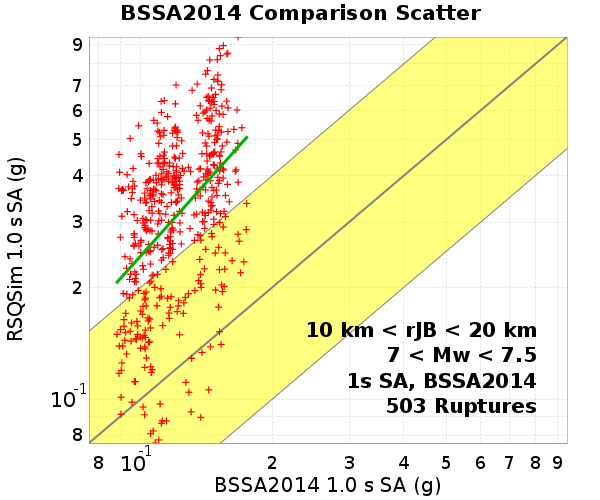 BSSA2014 Comparison Scatter
RSQSim 1.0 s SA (g)
9
7
6
5
4
3
2
10-1
8
10 km < rJB < 20 km
7 < Mw < 7.5
1s SA, BSSA2014
503 Ruptures
8 10-1 2 3 4 5 6 7 8 9
BSSA2014 1.0 s SA (g)